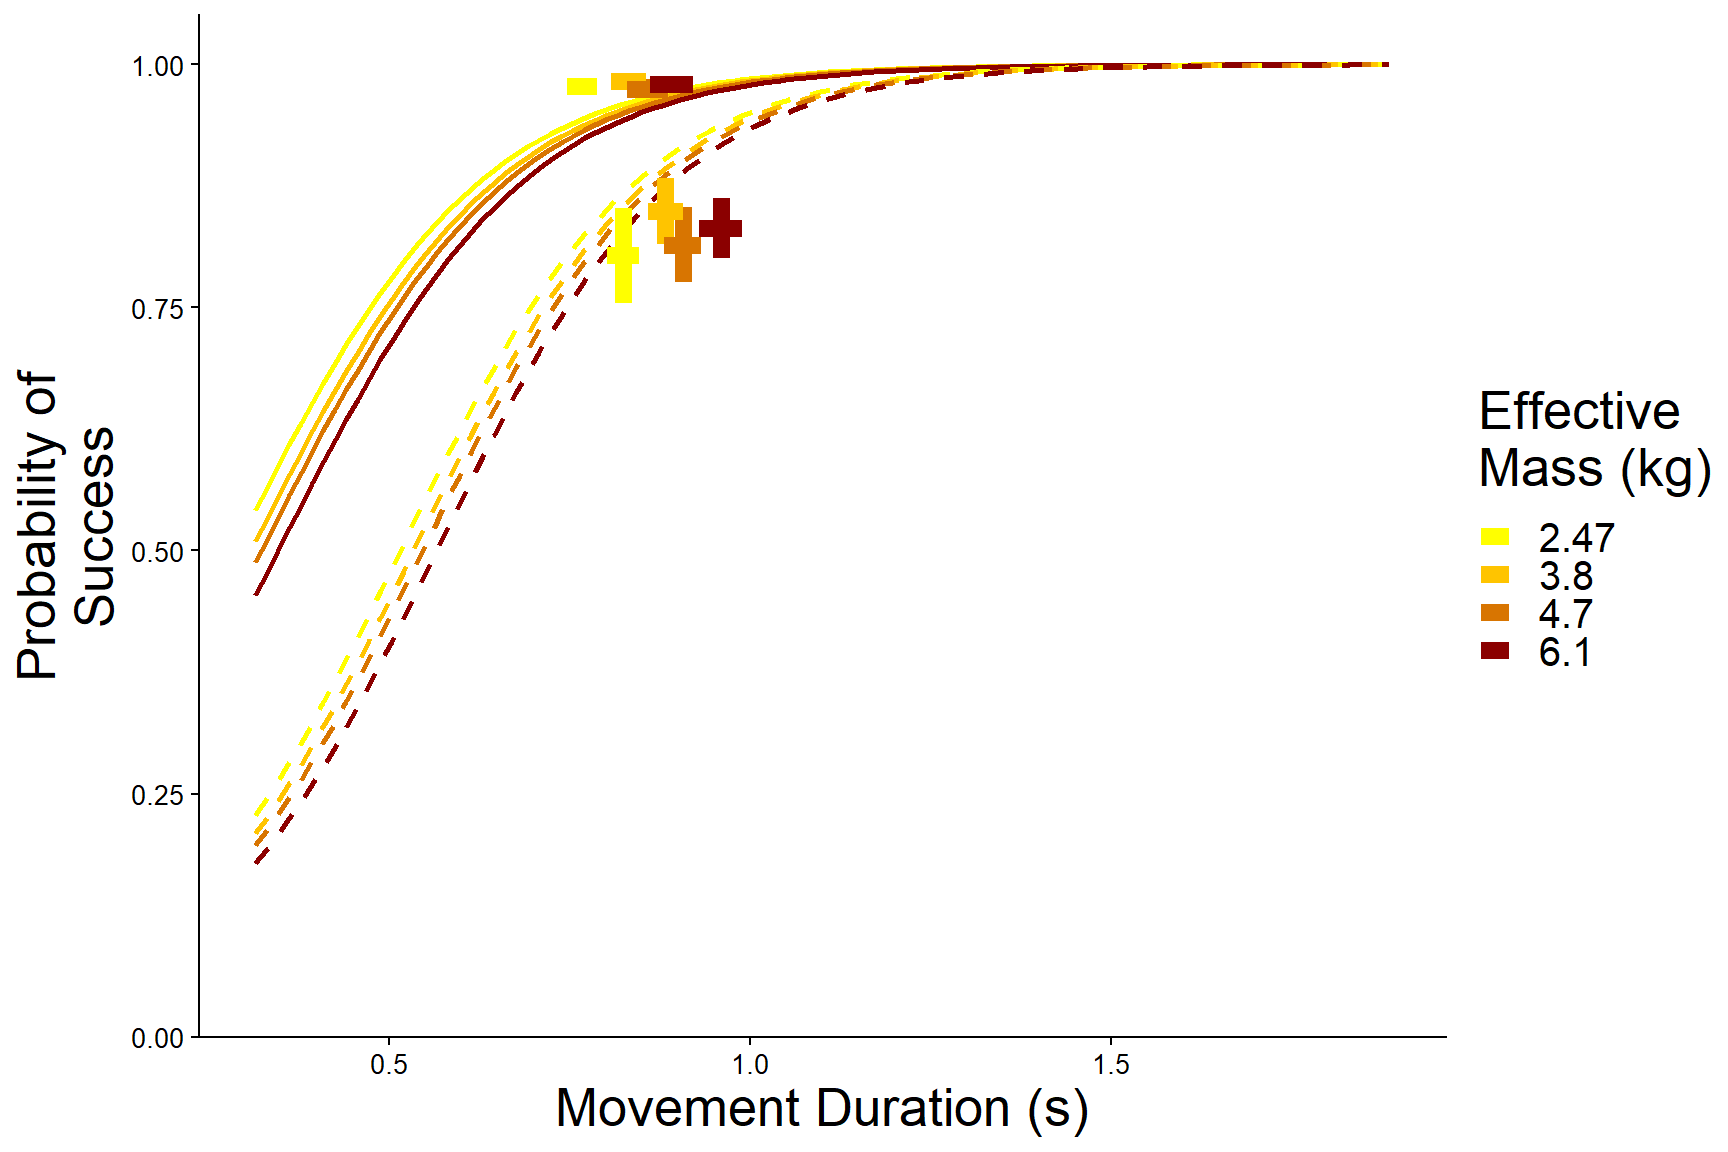 Probability of
Success
1.00
0.75
0.50
0.25
0.00
0.5
1.0
1.5
Movement Duration (s)
Effective
Mass (kg)
2.47
3.8
4.7
6.1